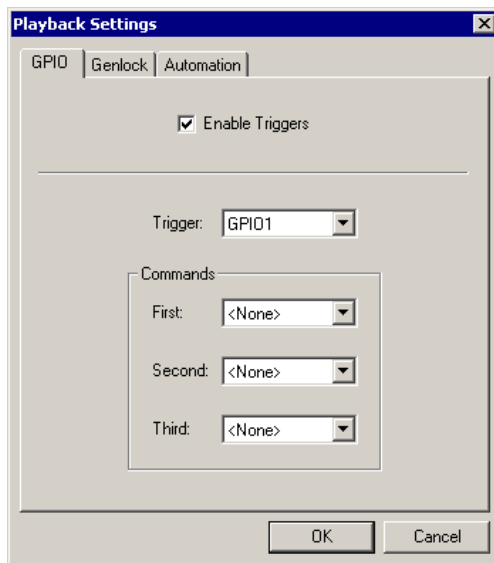 Playback Settings
GPIO Genlock Automation
Enable Triggers
Trigger: GPIO1
Commands
First: <None>
Second: <None>
Third: <None>
OK Cancel